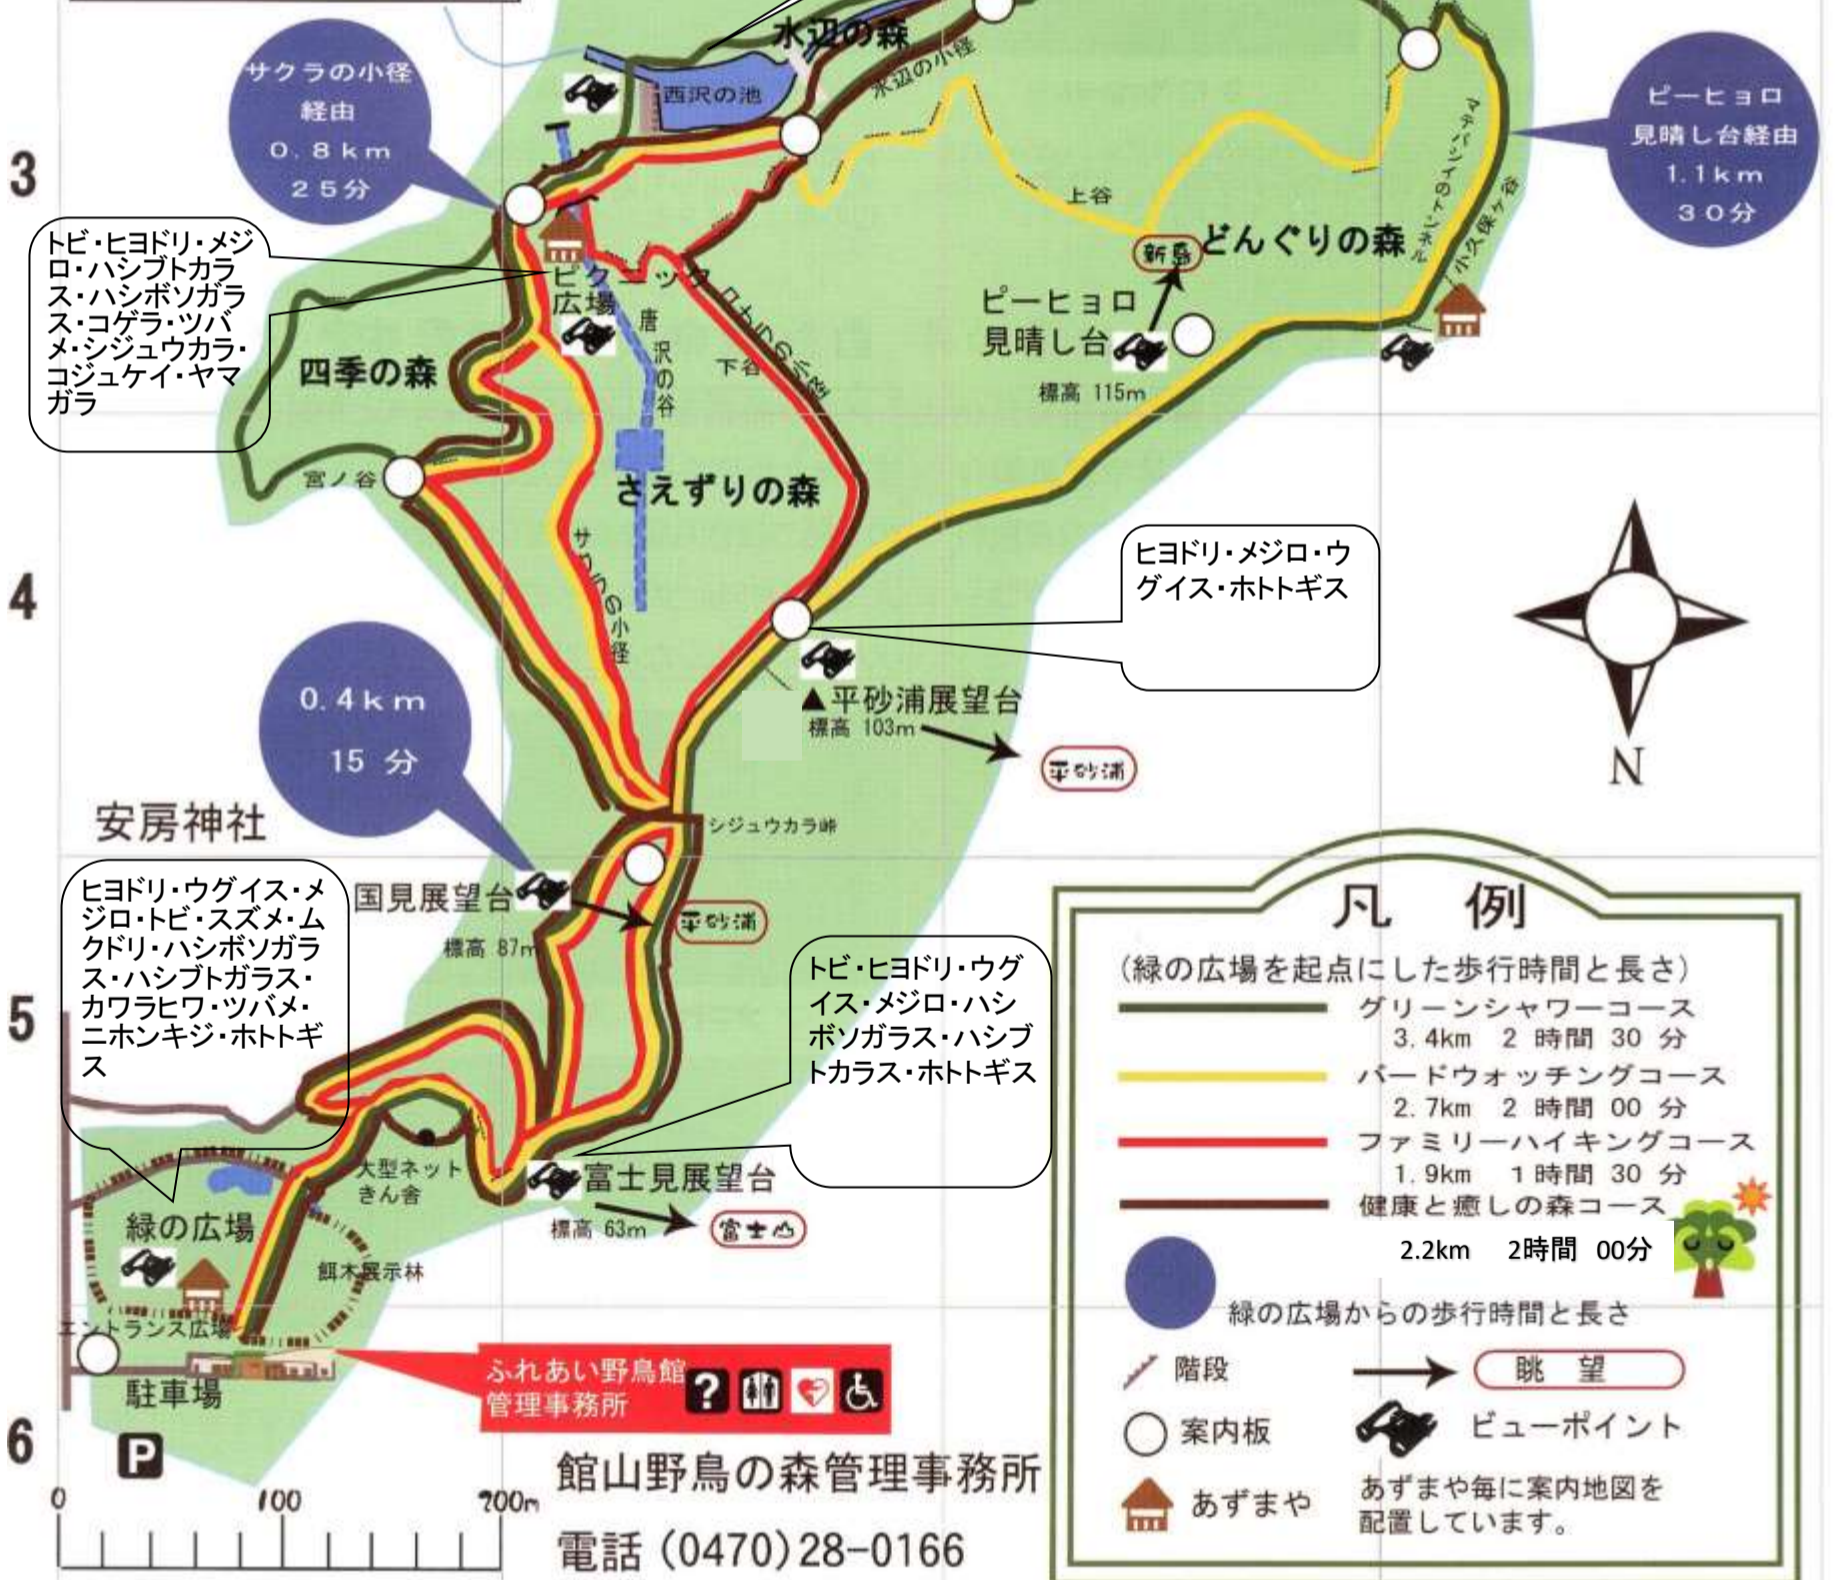 水辺の森
サクラの小径
経由
0.8km
25分
西沢の池
水辺の小径
ピーヒョロ
見晴し台経由
1.1km
30分
マテバシイのトンネル
小久保ヶ谷
3
上谷
どんぐりの森
トビ・ヒヨドリ・メジ
ロ・ハシブトカラ
ス・ハシボソガラ
ス・コゲラ・ツバ
メ・シジュウカラ・
コジュケイ・ヤマ
ガラ
ピクニック
広場
唐沢の谷
下谷
ピーヒョロ
見晴し台
標高 115m
四季の森
宮ノ谷
さえずりの森
サクラの小径
4
ヒヨドリ・メジロ・ウ
グイス・ホトトギス
0.4km
15 分
▲平砂浦展望台
標高 103m
平砂浦
N
安房神社
シジュウカラ峠
ヒヨドリ・ウグイス・メ
ジロ・トビ・スズメ・ム
クドリ・ハシボソガラ
ス・ハシブトガラス・
カワラヒワ・ツバメ・
ニホンキジ・ホトトギ
ス
国見展望台
標高 87m
平砂浦
トビ・ヒヨドリ・ウグ
イス・メジロ・ハシ
ボソガラス・ハシブ
トカラス・ホトトギス
5
大型ネット
きん舎
富士見展望台
標高 63m
富士山
緑の広場
餌木展示林
エントランス広場
駐車場
P
ふれあい野鳥館
管理事務所
?
6
0 100 200m
館山野鳥の森管理事務所
電話 (0470)28-0166
凡 例
(緑の広場を起点にした歩行時間と長さ)
グリーンシャワーコース
3.4km 2 時間 30 分
バードウォッチングコース
2.7km 2 時間 00 分
ファミリーハイキングコース
1.9km 1 時間 30 分
健康と癒しの森コース
2.2km 2時間 00分
緑の広場からの歩行時間と長さ
階段
眺 望
案内板
ビューポイント
あずまや
あずまや毎に案内地図を
配置しています。